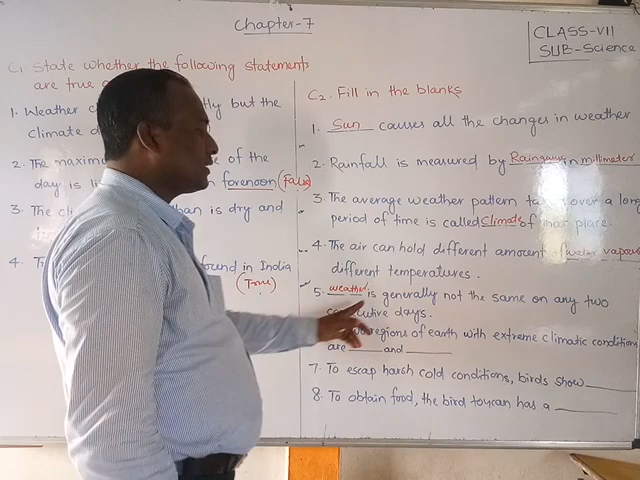 Chapter-7
CLASS-VII
SUB-Science
C1 State whether the following statements
are true
1. Weather but the
Climate
2. The of the
day is forenoon (False)
3. The is dry and
4. found in India
(True)
C2. Fill in the blanks
1. Sun causes all the changes in weather
2. Rainfall is measured by Raingauge in millimeter
3. The average weather pattern over a long
period of time is called Climate of that place.
4. The air can hold different amocent of water vapour
different temperatures.
5. weather is generally not the same on any two
days.
regions of earth with extreme climatic condition
are ____ and ____
7. To escap harsh cold conditions, birds show ____
8. To obtain food, the bird toucan has a ____